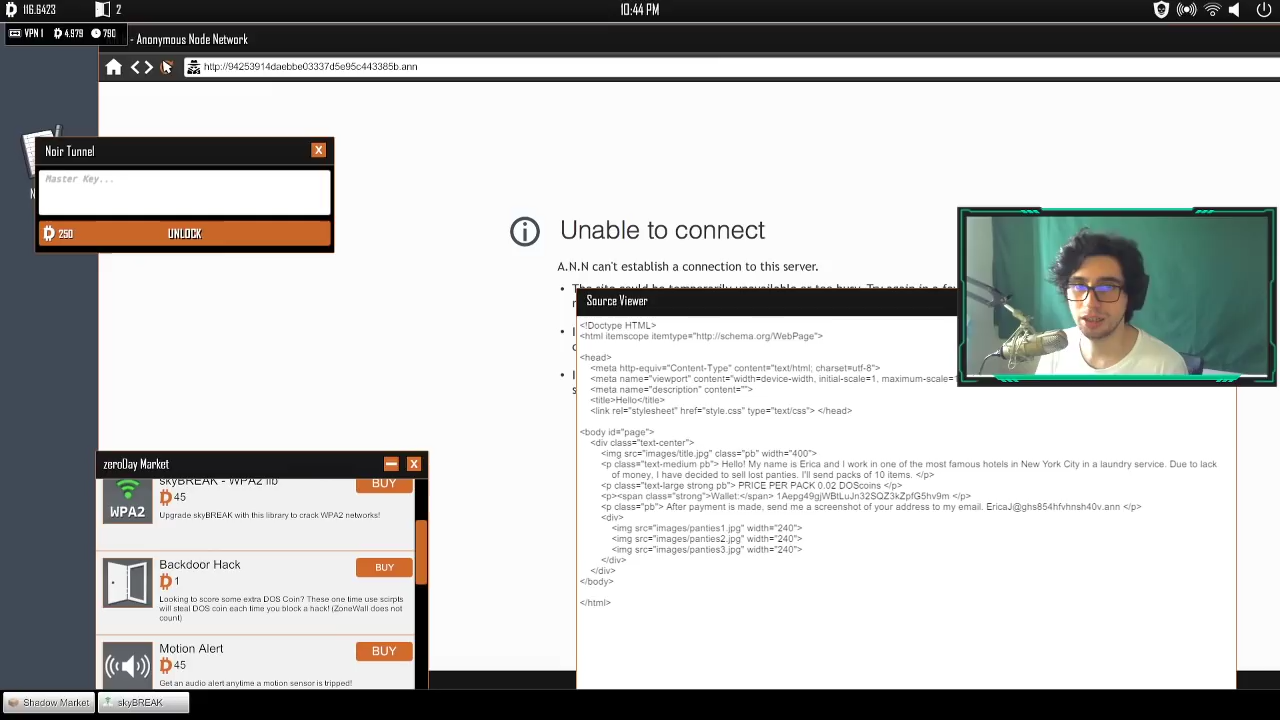 116.6423
2
10:44 PM
VPN 1
4.979
790
- Anonymous Node Network
http://94253914daebbe03337d5e95c443385b.ann
Noir Tunnel
X
Master Key...
250
UNLOCK
Unable to connect
A.N.N can't establish a connection to this server.
Source Viewer
<!Doctype HTML>
<html itemscope itemtype="http://schema.org/WebPage">
<head>
<meta http-equiv="Content-Type" content="text/html; charset=utf-8">
<meta name="viewport" content="width=device-width, initial-scale=1, maximum-scale=1
<meta name="description" content="">
<title>Hello</title>
<link rel="stylesheet" href="style.css" type="text/css"> </head>
<body id="page">
<div class="text-center">
<img src="images/title.jpg" class="pb" width="400">
<p class="text-medium pb"> Hello! My name is Erica and I work in one of the most famous hotels in New York City in a laundry service. Due to lack
of money, I have decided to sell lost panties. I'll send packs of 10 items. </p>
<p class="text-large strong pb"> PRICE PER PACK 0.02 DOScoins </p>
<p><span class="strong">Wallet:</span> 1Aepg49gjWBtLuJn32SQZ3kZpfG5hv9m </p>
<p class="pb"> After payment is made, send me a screenshot of your address to my email. EricaJ@ghs854hfvhnsh40v.ann </p>
<div>
<img src="images/panties1.jpg" width="240">
<img src="images/panties2.jpg" width="240">
<img src="images/panties3.jpg" width="240">
</div>
</div>
</body>
</html>
zeroDay Market
X
skyBREAK - WPA2 lib
45
BUY
WPA2
Upgrade skyBREAK with this library to crack WPA2 networks!
Backdoor Hack
1
BUY
Looking to score some extra DOS Coin? These one time use scirpts
will steal DOS coin each time you block a hack! (ZoneWall does not
count)
Motion Alert
45
BUY
Get an audio alert anytime a motion sensor is tripped!
Shadow Market
skyBREAK